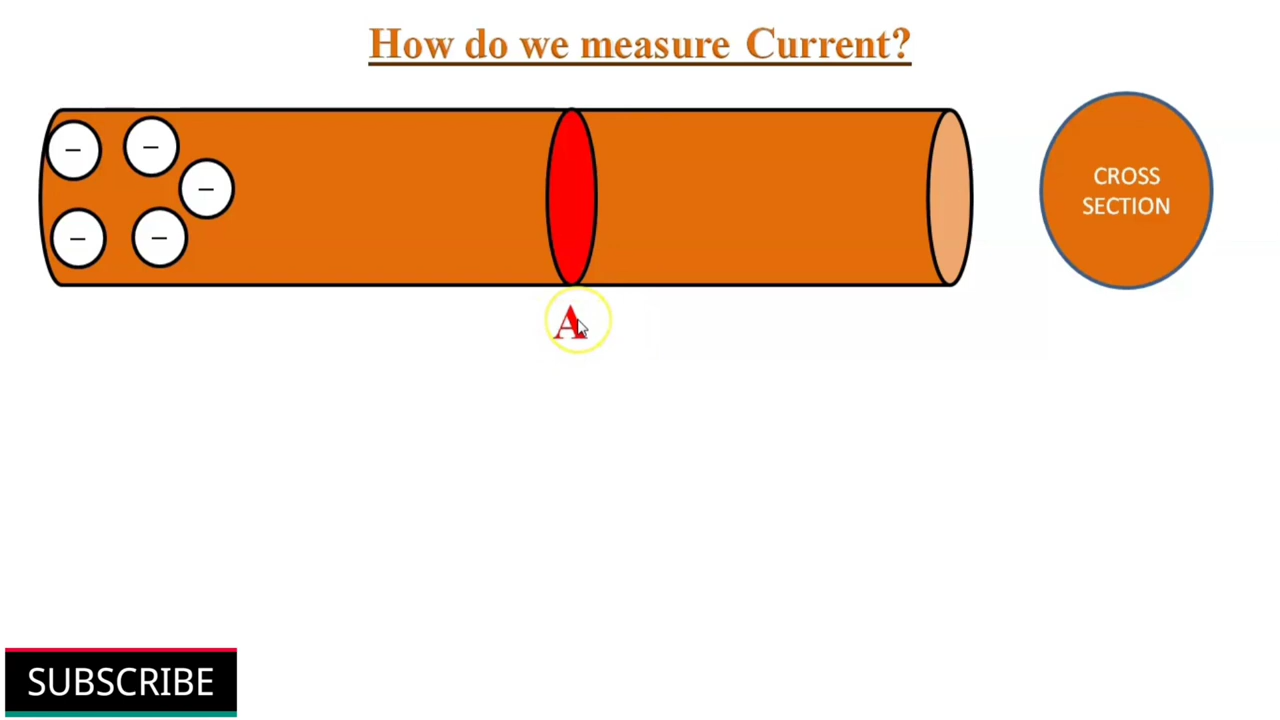 How do we measure Current?
−
−
−
−
−
CROSS
SECTION
A
SUBSCRIBE